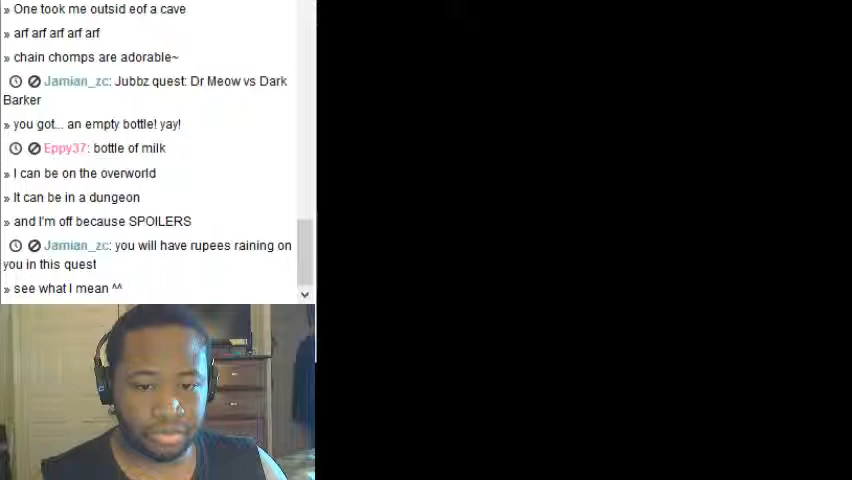 » One took me outsid eof a cave
» arf arf arf arf arf
» chain chomps are adorable~
Jamian_zc: Jubbz quest: Dr Meow vs Dark
Barker
» you got... an empty bottle! yay!
Eppy37: bottle of milk
» I can be on the overworld
» It can be in a dungeon
» and I'm off because SPOILERS
Jamian_zc: you will have rupees raining on
you in this quest
» see what I mean ^^